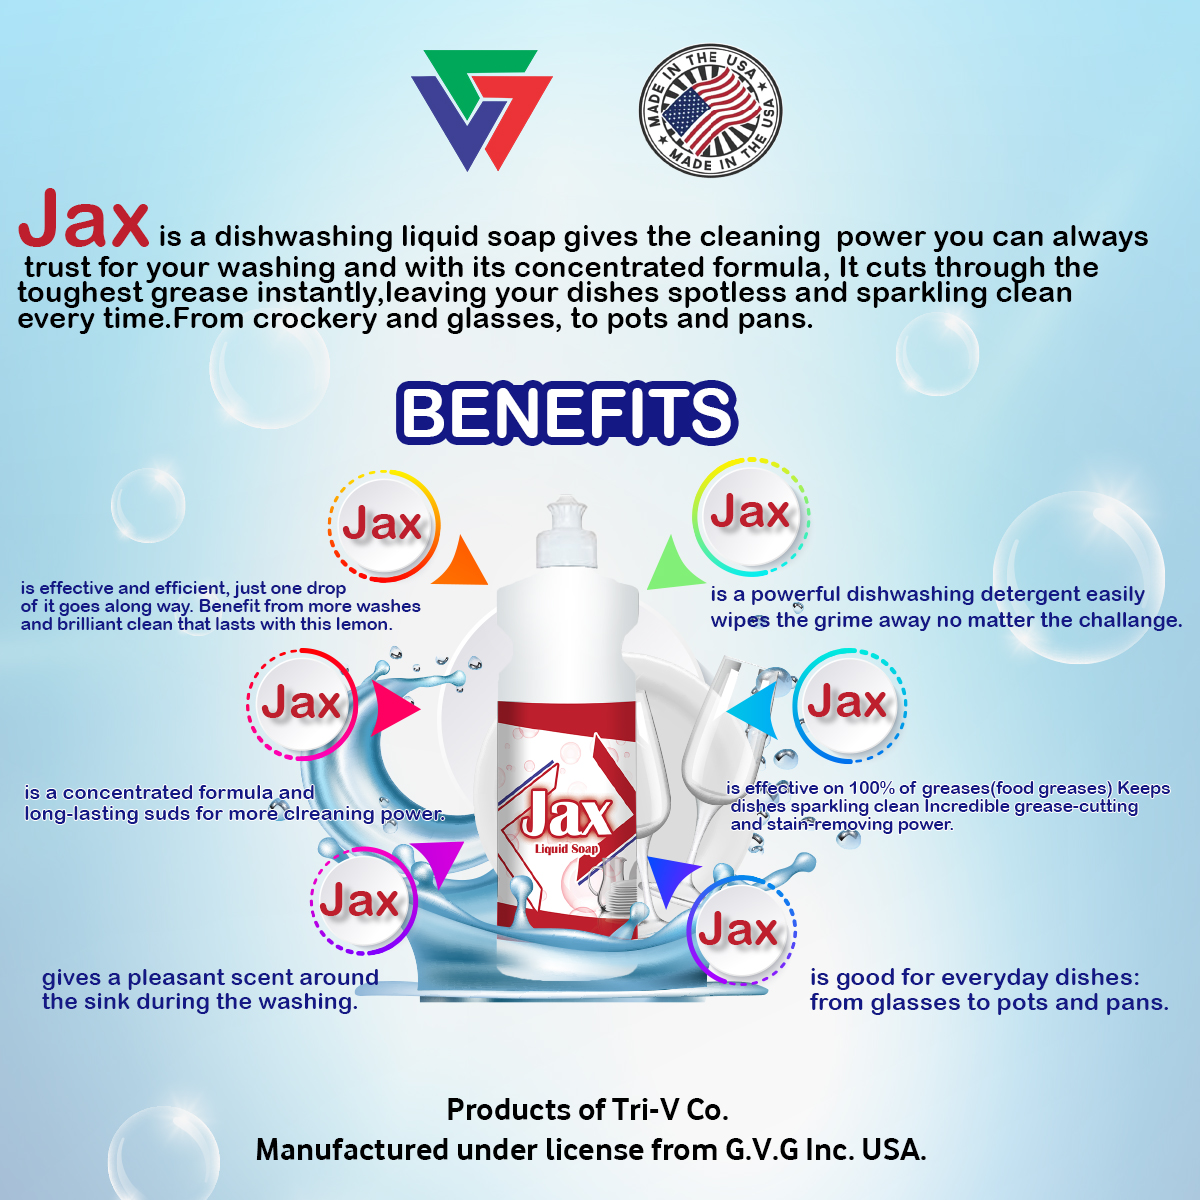 MADE IN THE USA
MADE IN THE USA
Jax is a dishwashing liquid soap gives the cleaning power you can always
trust for your washing and with its concentrated formula, It cuts through the
toughest grease instantly,leaving your dishes spotless and sparkling clean
every time.From crockery and glasses, to pots and pans.
BENEFITS
Jax
is effective and efficient, just one drop
of it goes along way. Benefit from more washes
and brilliant clean that lasts with this lemon.
Jax
is a powerful dishwashing detergent easily
wipes the grime away no matter the challange.
Jax
is a concentrated formula and
long-lasting suds for more clreaning power.
Jax
is effective on 100% of greases(food greases) Keeps
dishes sparkling clean Incredible grease-cutting
and stain-removing power.
Jax
Liquid Soap
Jax
gives a pleasant scent around
the sink during the washing.
Jax
is good for everyday dishes:
from glasses to pots and pans.
Products of Tri-V Co.
Manufactured under license from G.V.G Inc. USA.